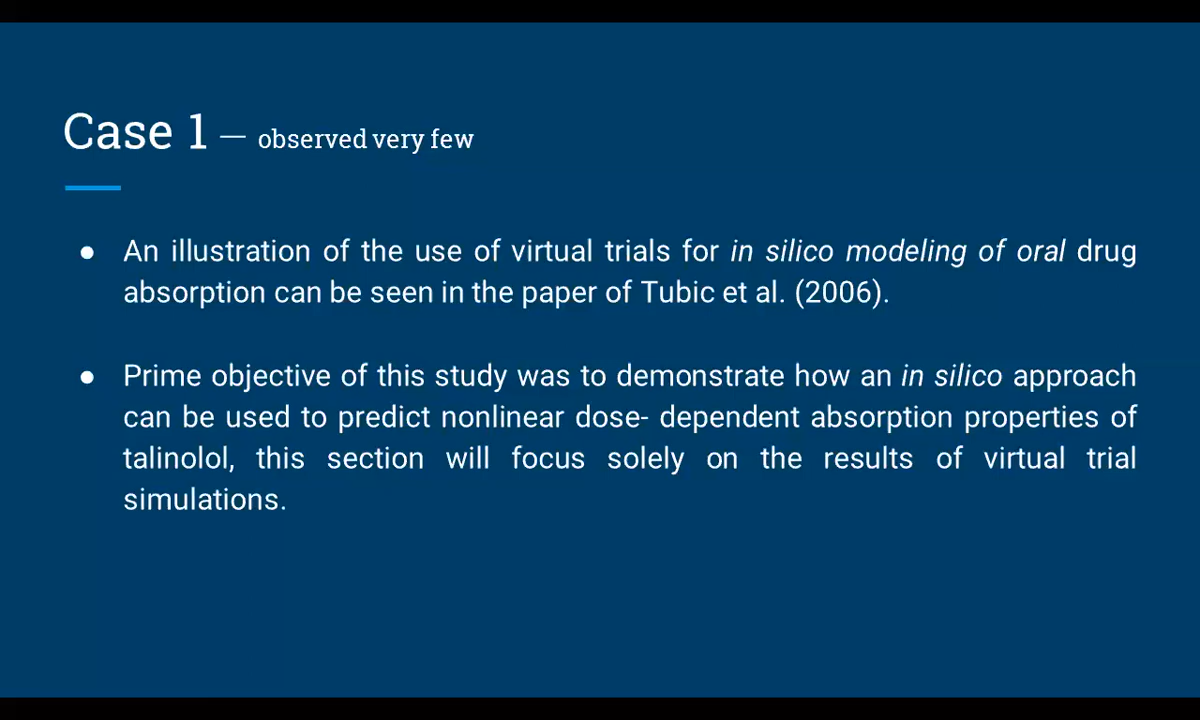 Case 1 — observed very few
● An illustration of the use of virtual trials for in silico modeling of oral drug
absorption can be seen in the paper of Tubic et al. (2006).
● Prime objective of this study was to demonstrate how an in silico approach
can be used to predict nonlinear dose- dependent absorption properties of
talinolol, this section will focus solely on the results of virtual trial
simulations.